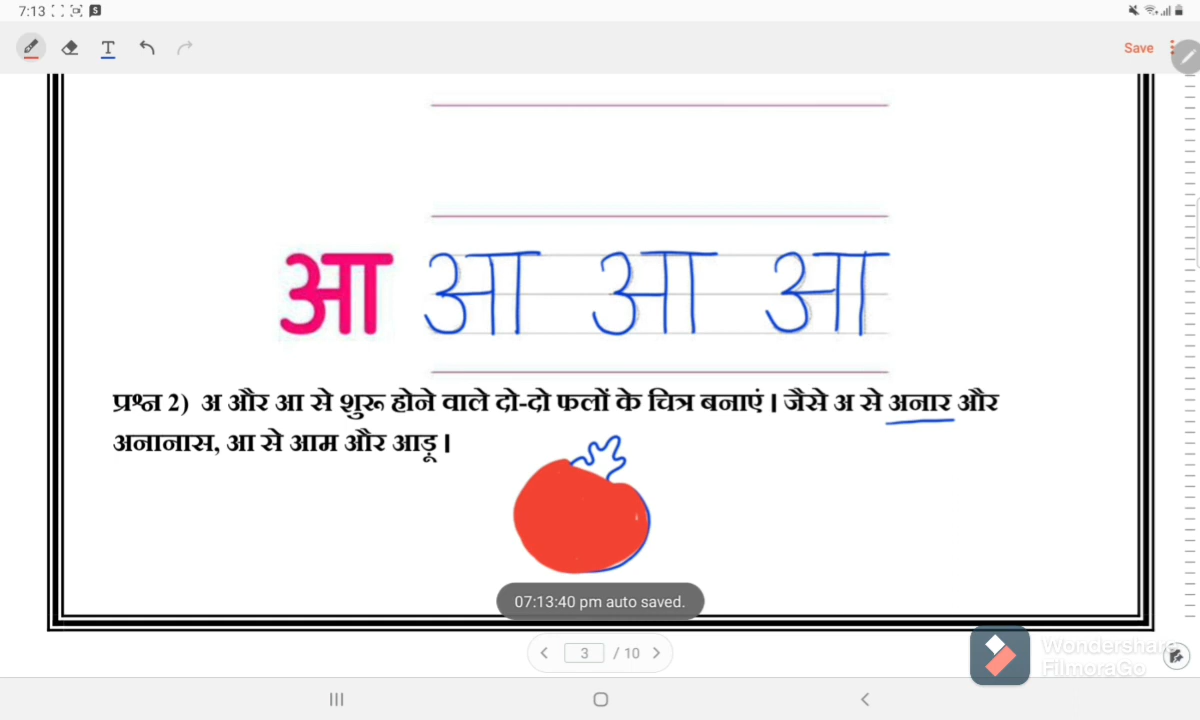 7:13
T
Save
आ आ आ आ
प्रश्न 2) अ और आ से शुरू होने वाले दो-दो फलों के चित्र बनाएं। जैसे अ से अनार और
अनानास, आ से आम और आड़ू।
07:13:40 pm auto saved.
3 / 10
Wondershare
FilmoraGo